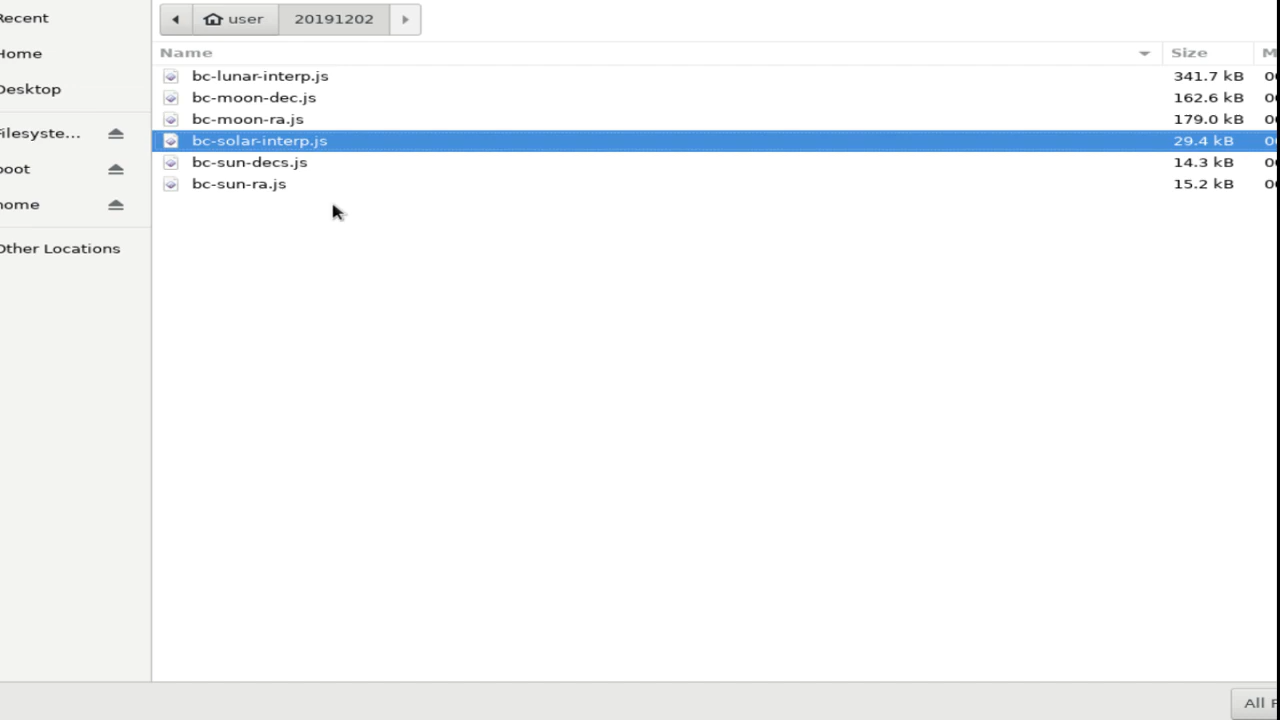 Recent
Home
Desktop
Filesyste...
boot
home
Other Locations
user 20191202
Name Size
bc-lunar-interp.js 341.7 kB
bc-moon-dec.js 162.6 kB
bc-moon-ra.js 179.0 kB
bc-solar-interp.js 29.4 kB
bc-sun-decs.js 14.3 kB
bc-sun-ra.js 15.2 kB
All